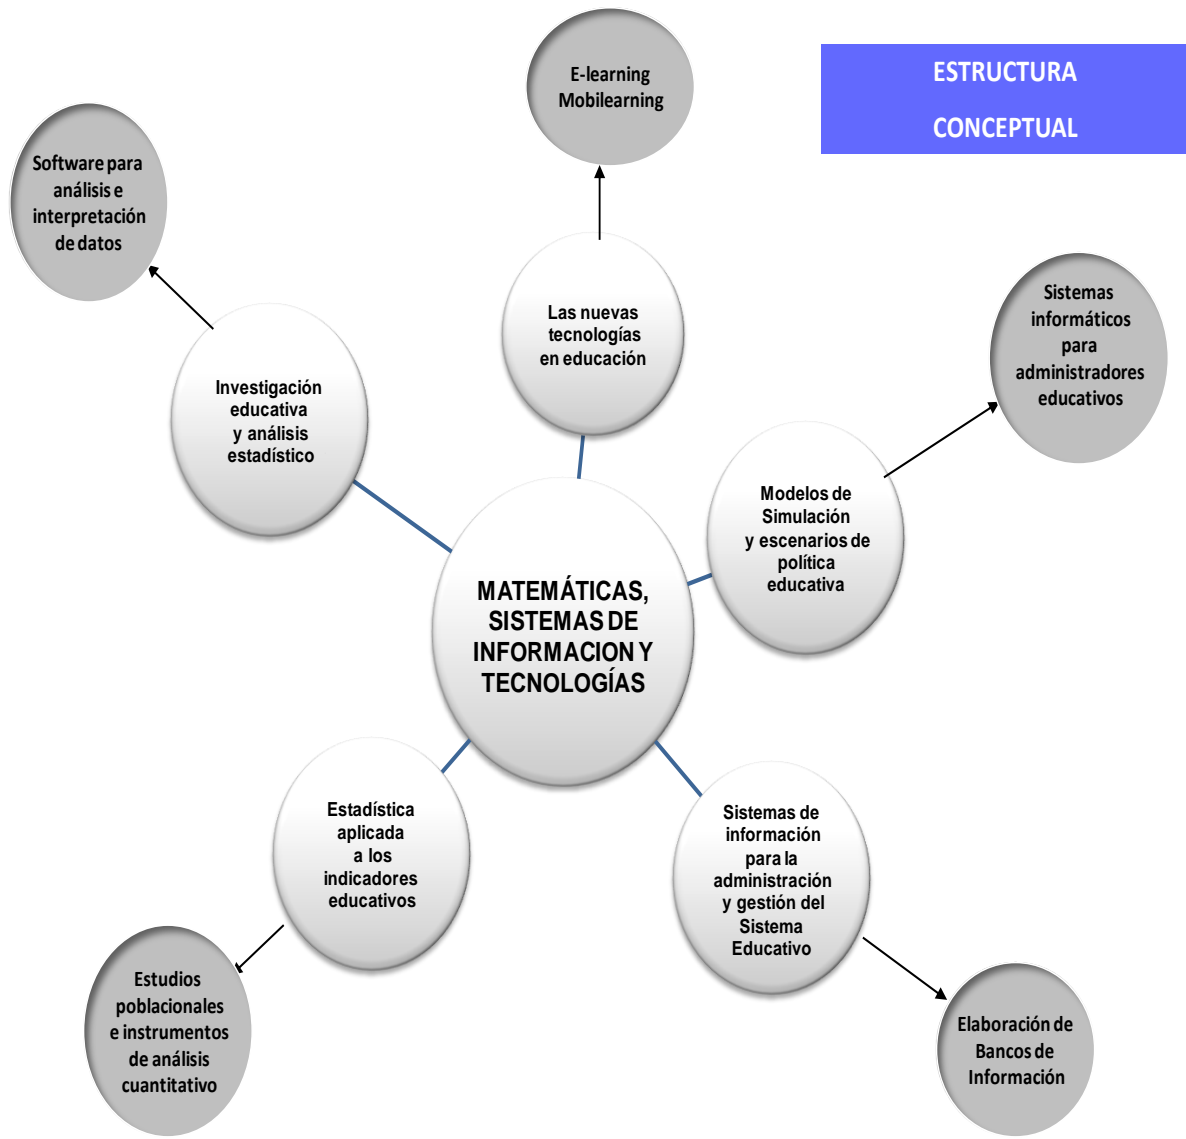 ESTRUCTURA
CONCEPTUAL
E-learning
Mobilearning
Software para
análisis e
interpretación
de datos
Las nuevas
tecnologías
en educación
Sistemas
informáticos
para
administradores
educativos
Investigación
educativa
y análisis
estadístico
Modelos de
Simulación
y escenarios de
política
educativa
MATEMÁTICAS,
SISTEMAS DE
INFORMACION Y
TECNOLOGÍAS
Estadística
aplicada
a los
indicadores
educativos
Sistemas de
información
para la
administración
y gestión del
Sistema
Educativo
Estudios
poblacionales
e instrumentos
de análisis
cuantitativo
Elaboración de
Bancos de
Información